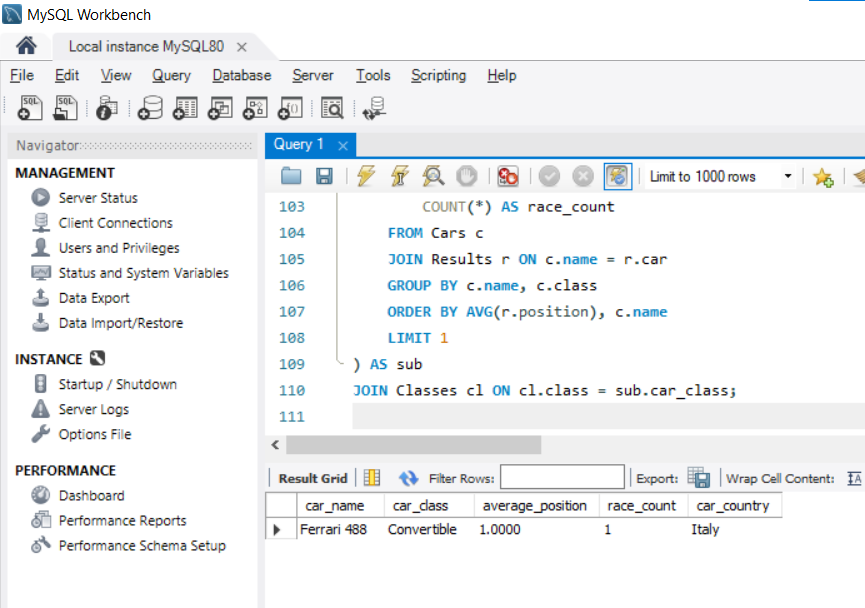 MySQL Workbench
Local instance MySQL80
File Edit View Query Database Server Tools Scripting Help
SQL SQL
Navigator
MANAGEMENT
Server Status
Client Connections
Users and Privileges
Status and System Variables
Data Export
Data Import/Restore
INSTANCE
Startup / Shutdown
Server Logs
Options File
PERFORMANCE
Dashboard
Performance Reports
Performance Schema Setup
Query 1
Limit to 1000 rows
103 COUNT(*) AS race_count
104 FROM Cars c
105 JOIN Results r ON c.name = r.car
106 GROUP BY c.name, c.class
107 ORDER BY AVG(r.position), c.name
108 LIMIT 1
109 ) AS sub
110 JOIN Classes cl ON cl.class = sub.car_class;
111
Result Grid Filter Rows: Export: Wrap Cell Content:
car_name car_class average_position race_count car_country
Ferrari 488 Convertible 1.0000 1 Italy